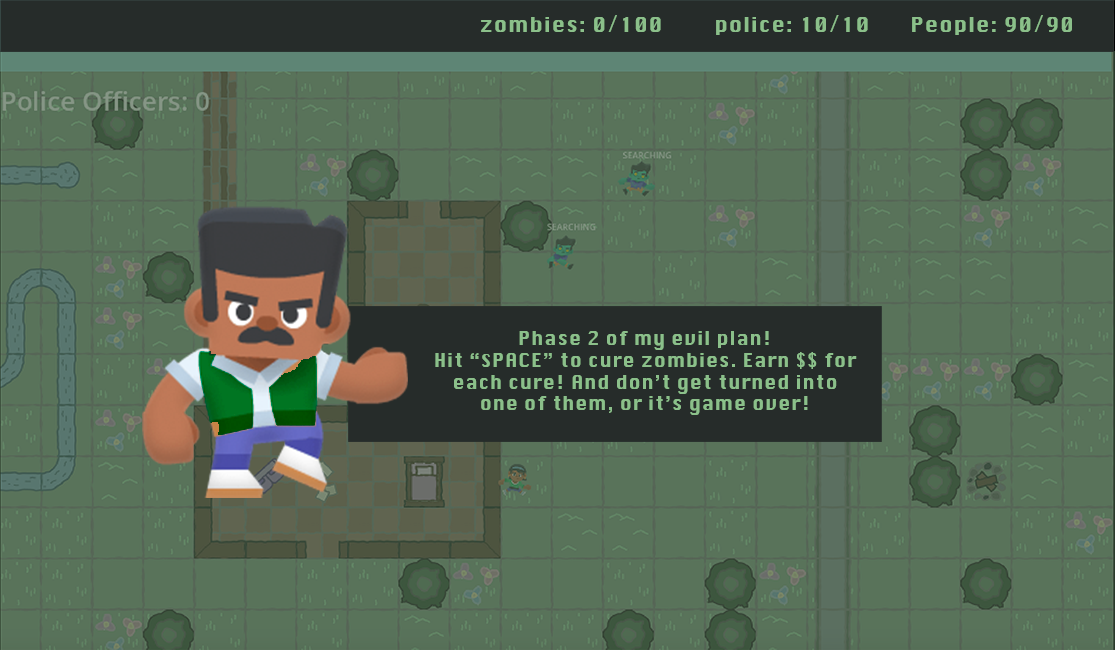 zombies: 0/100 police: 10/10 People: 90/90
Police Officers: 0
SEARCHING
SEARCHING
Phase 2 of my evil plan!
Hit “SPACE” to cure zombies. Earn $$ for
each cure! And don’t get turned into
one of them, or it’s game over!